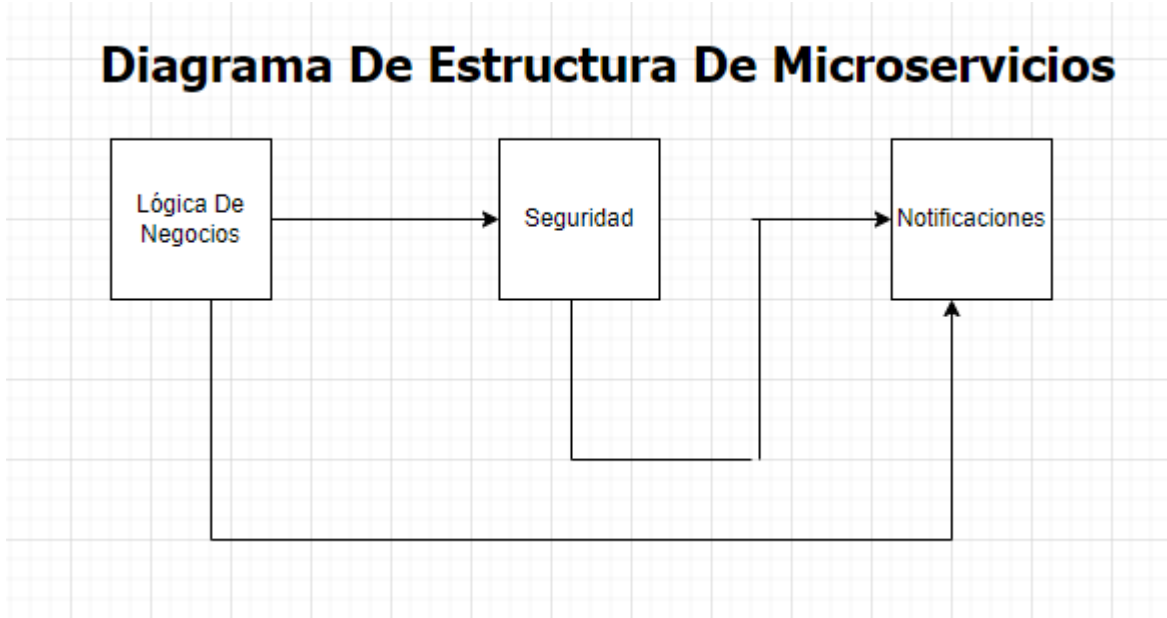 Diagrama De Estructura De Microservicios
Lógica De
Negocios
Seguridad
Notificaciones